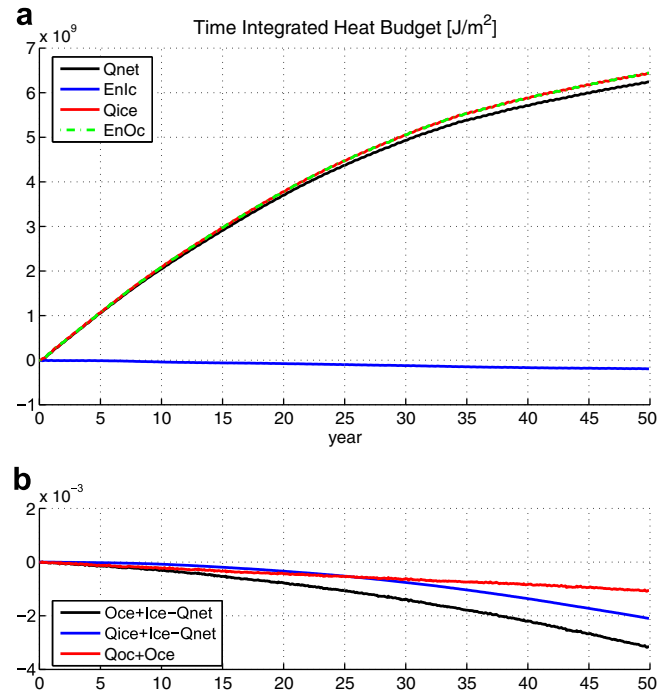 a
Time Integrated Heat Budget [J/m²]
x 10⁹
7
6
5
4
3
2
1
0
−1
Qnet
EnIc
Qice
EnOc
0 5 10 15 20 25 30 35 40 45 50
year
b
x 10⁻³
2
0
−2
−4
Oce+Ice−Qnet
Qice+Ice−Qnet
Qoc+Oce
0 5 10 15 20 25 30 35 40 45 50